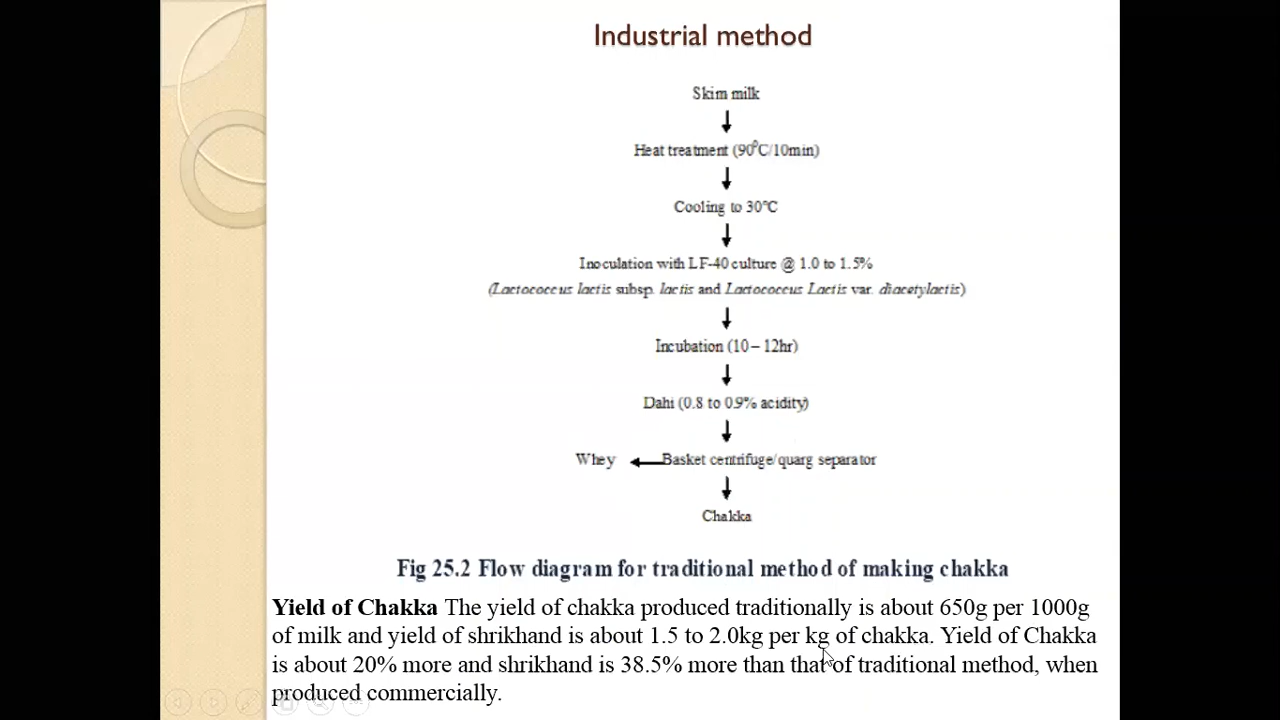 Industrial method
Skim milk
Heat treatment (90⁰C/10min)
Cooling to 30°C
Inoculation with LF-40 culture @ 1.0 to 1.5%
(Lactococcus lactis subsp. lactis and Lactococcus Lactis var. diacetylactis)
Incubation (10 – 12hr)
Dahi (0.8 to 0.9% acidity)
Whey Basket centrifuge/quarg separator
Chakka
Fig 25.2 Flow diagram for traditional method of making chakka
Yield of Chakka The yield of chakka produced traditionally is about 650g per 1000g
of milk and yield of shrikhand is about 1.5 to 2.0kg per kg of chakka. Yield of Chakka
is about 20% more and shrikhand is 38.5% more than that of traditional method, when
produced commercially.